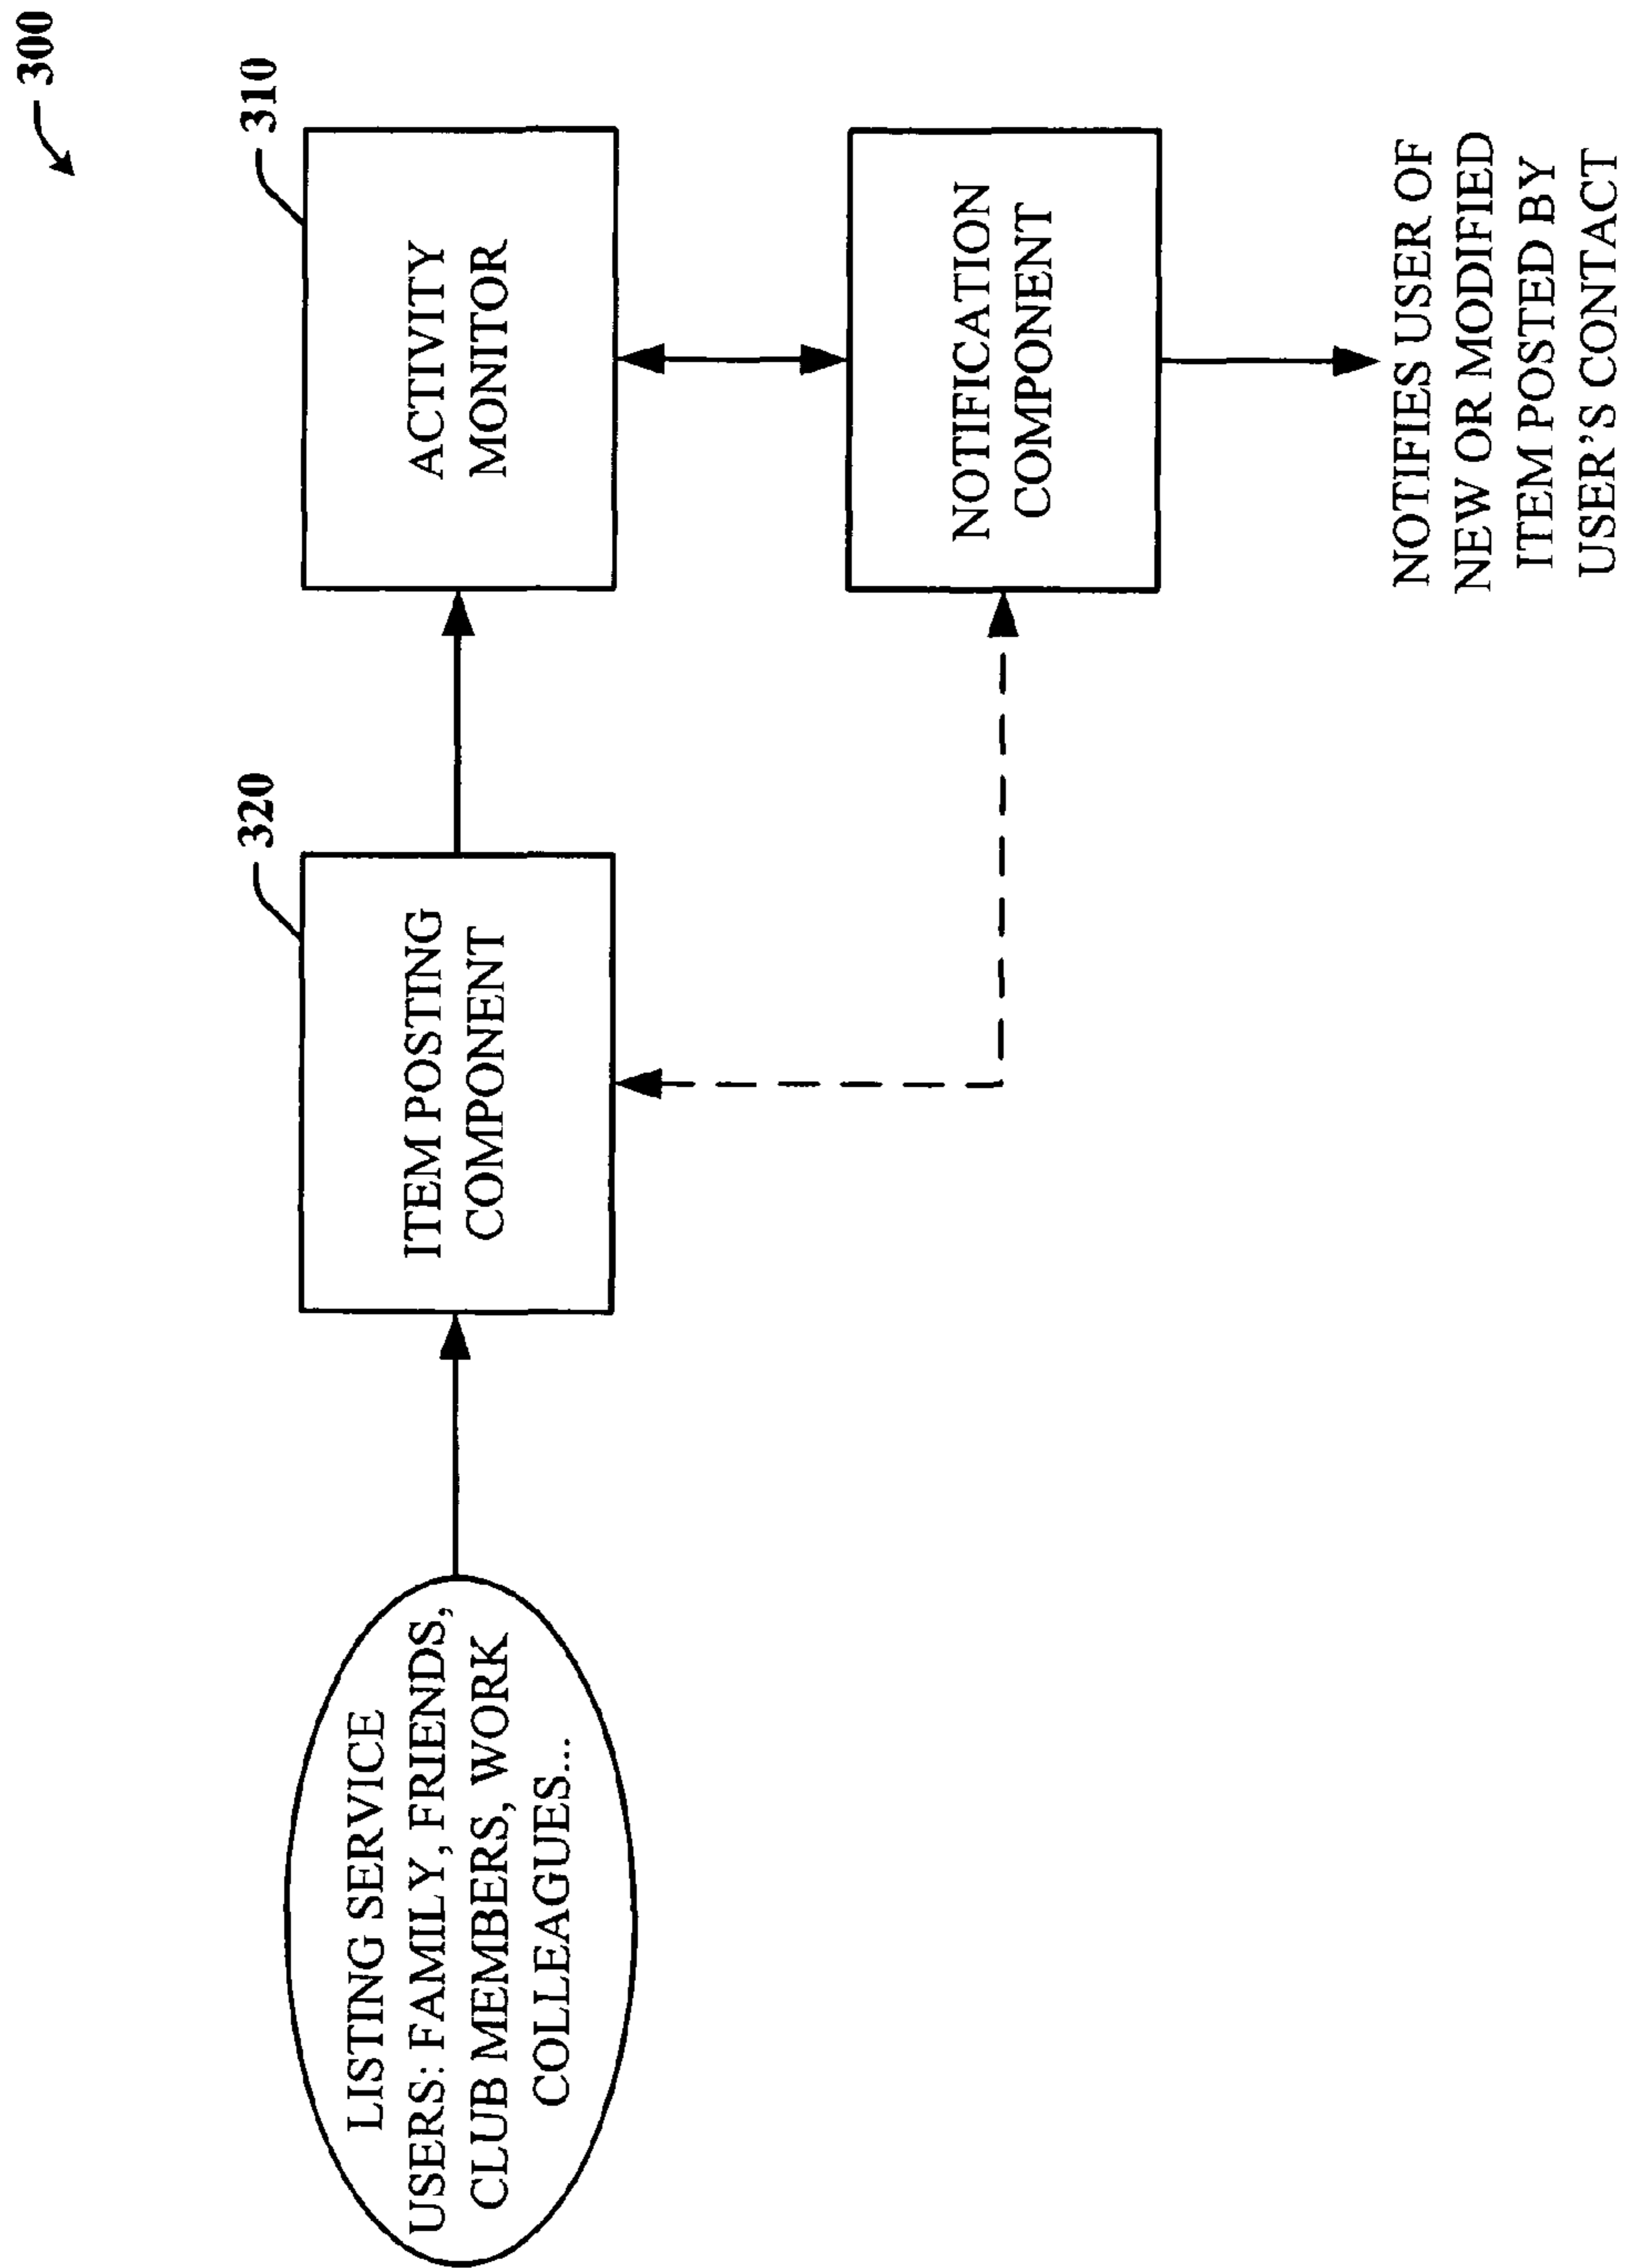 300
LISTING SERVICE
USERS: FAMILY, FRIENDS,
CLUB MEMBERS, WORK
COLLEAGUES...
320
ITEM POSTING
COMPONENT
310
ACTIVITY
MONITOR
NOTIFICATION
COMPONENT
NOTIFIES USER OF
NEW OR MODIFIED
ITEM POSTED BY
USER'S CONTACT